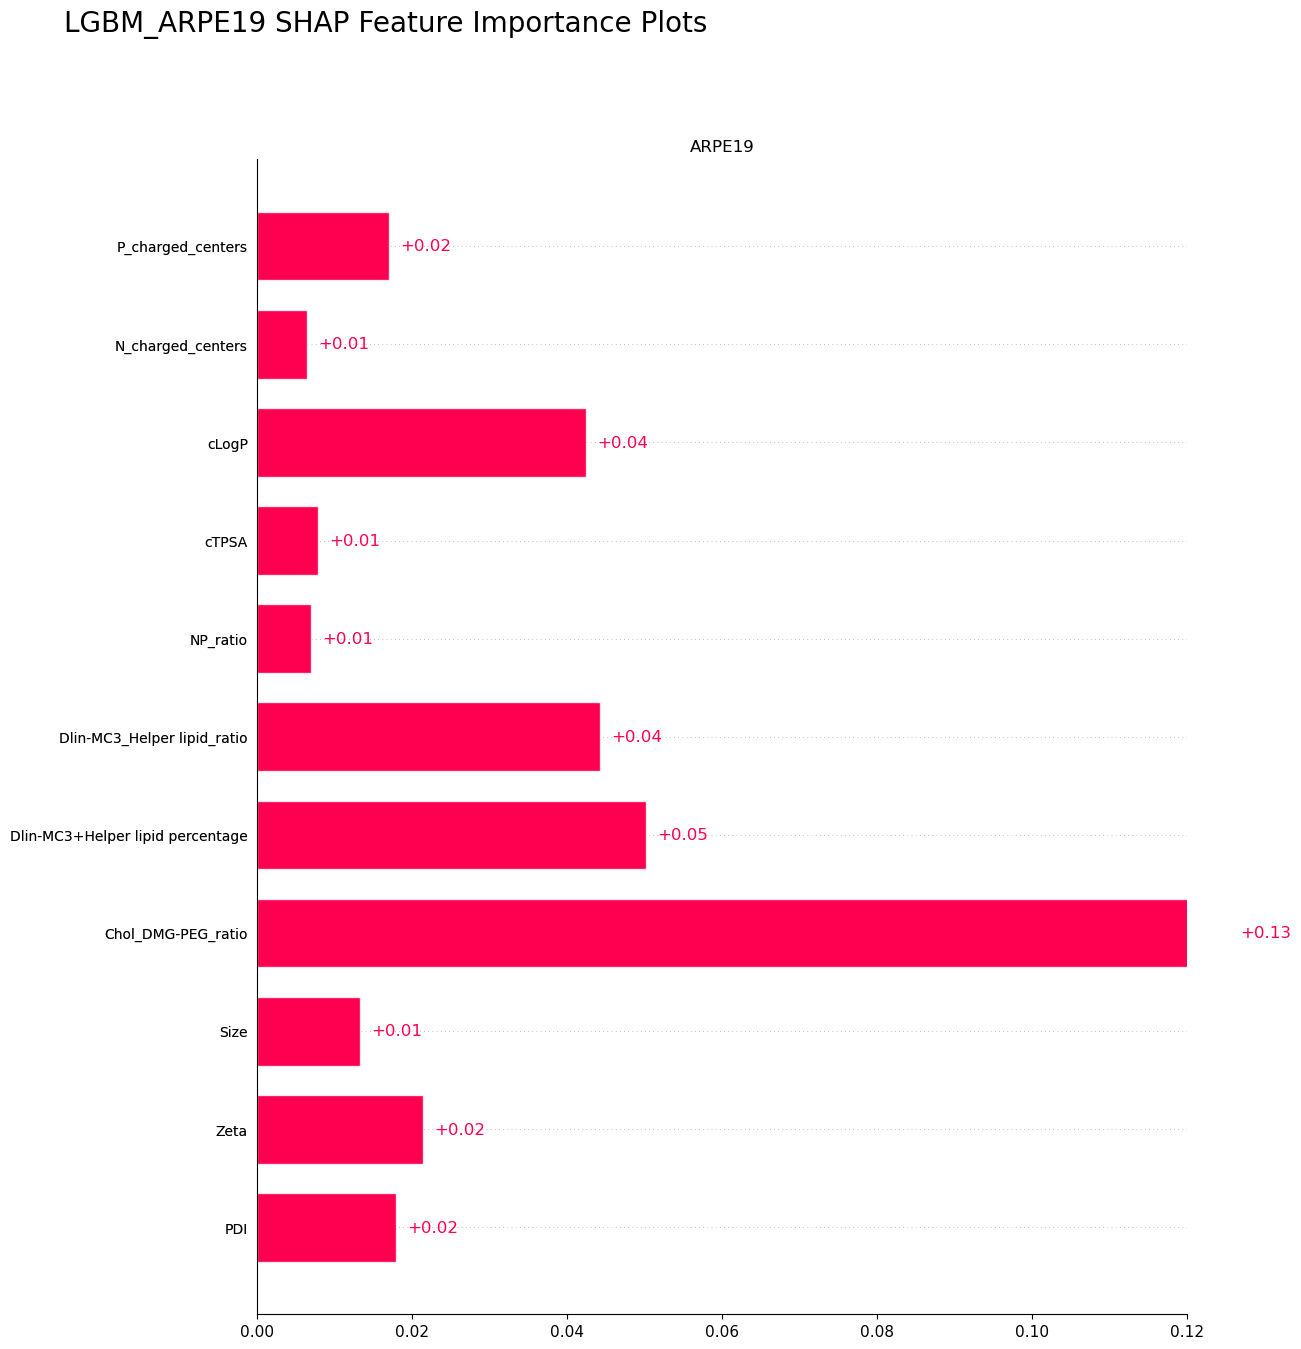 LGBM_ARPE19 SHAP Feature Importance Plots
ARPE19
P_charged_centers +0.02
N_charged_centers +0.01
cLogP +0.04
cTPSA +0.01
NP_ratio +0.01
Dlin-MC3_Helper lipid_ratio +0.04
Dlin-MC3+Helper lipid percentage +0.05
Chol_DMG-PEG_ratio +0.13
Size +0.01
Zeta +0.02
PDI +0.02
0.00 0.02 0.04 0.06 0.08 0.10 0.12